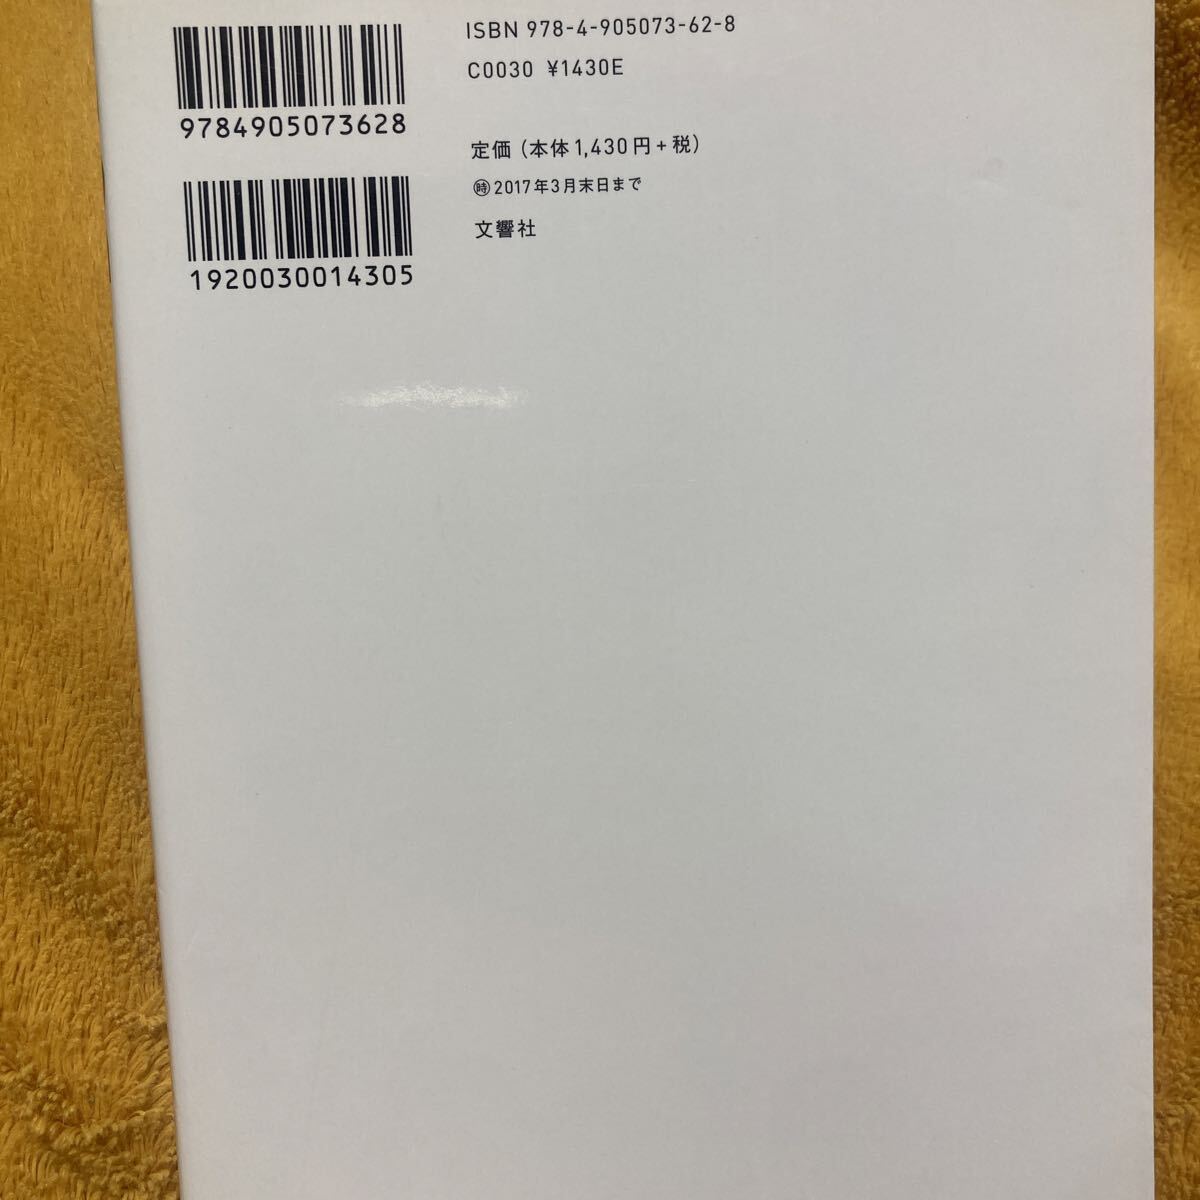 9784905073628
1920030014305
ISBN 978-4-905073-62-8
C0030 ¥1430E
定価（本体1,430円+税）
㊕2017年3月末日まで
文響社